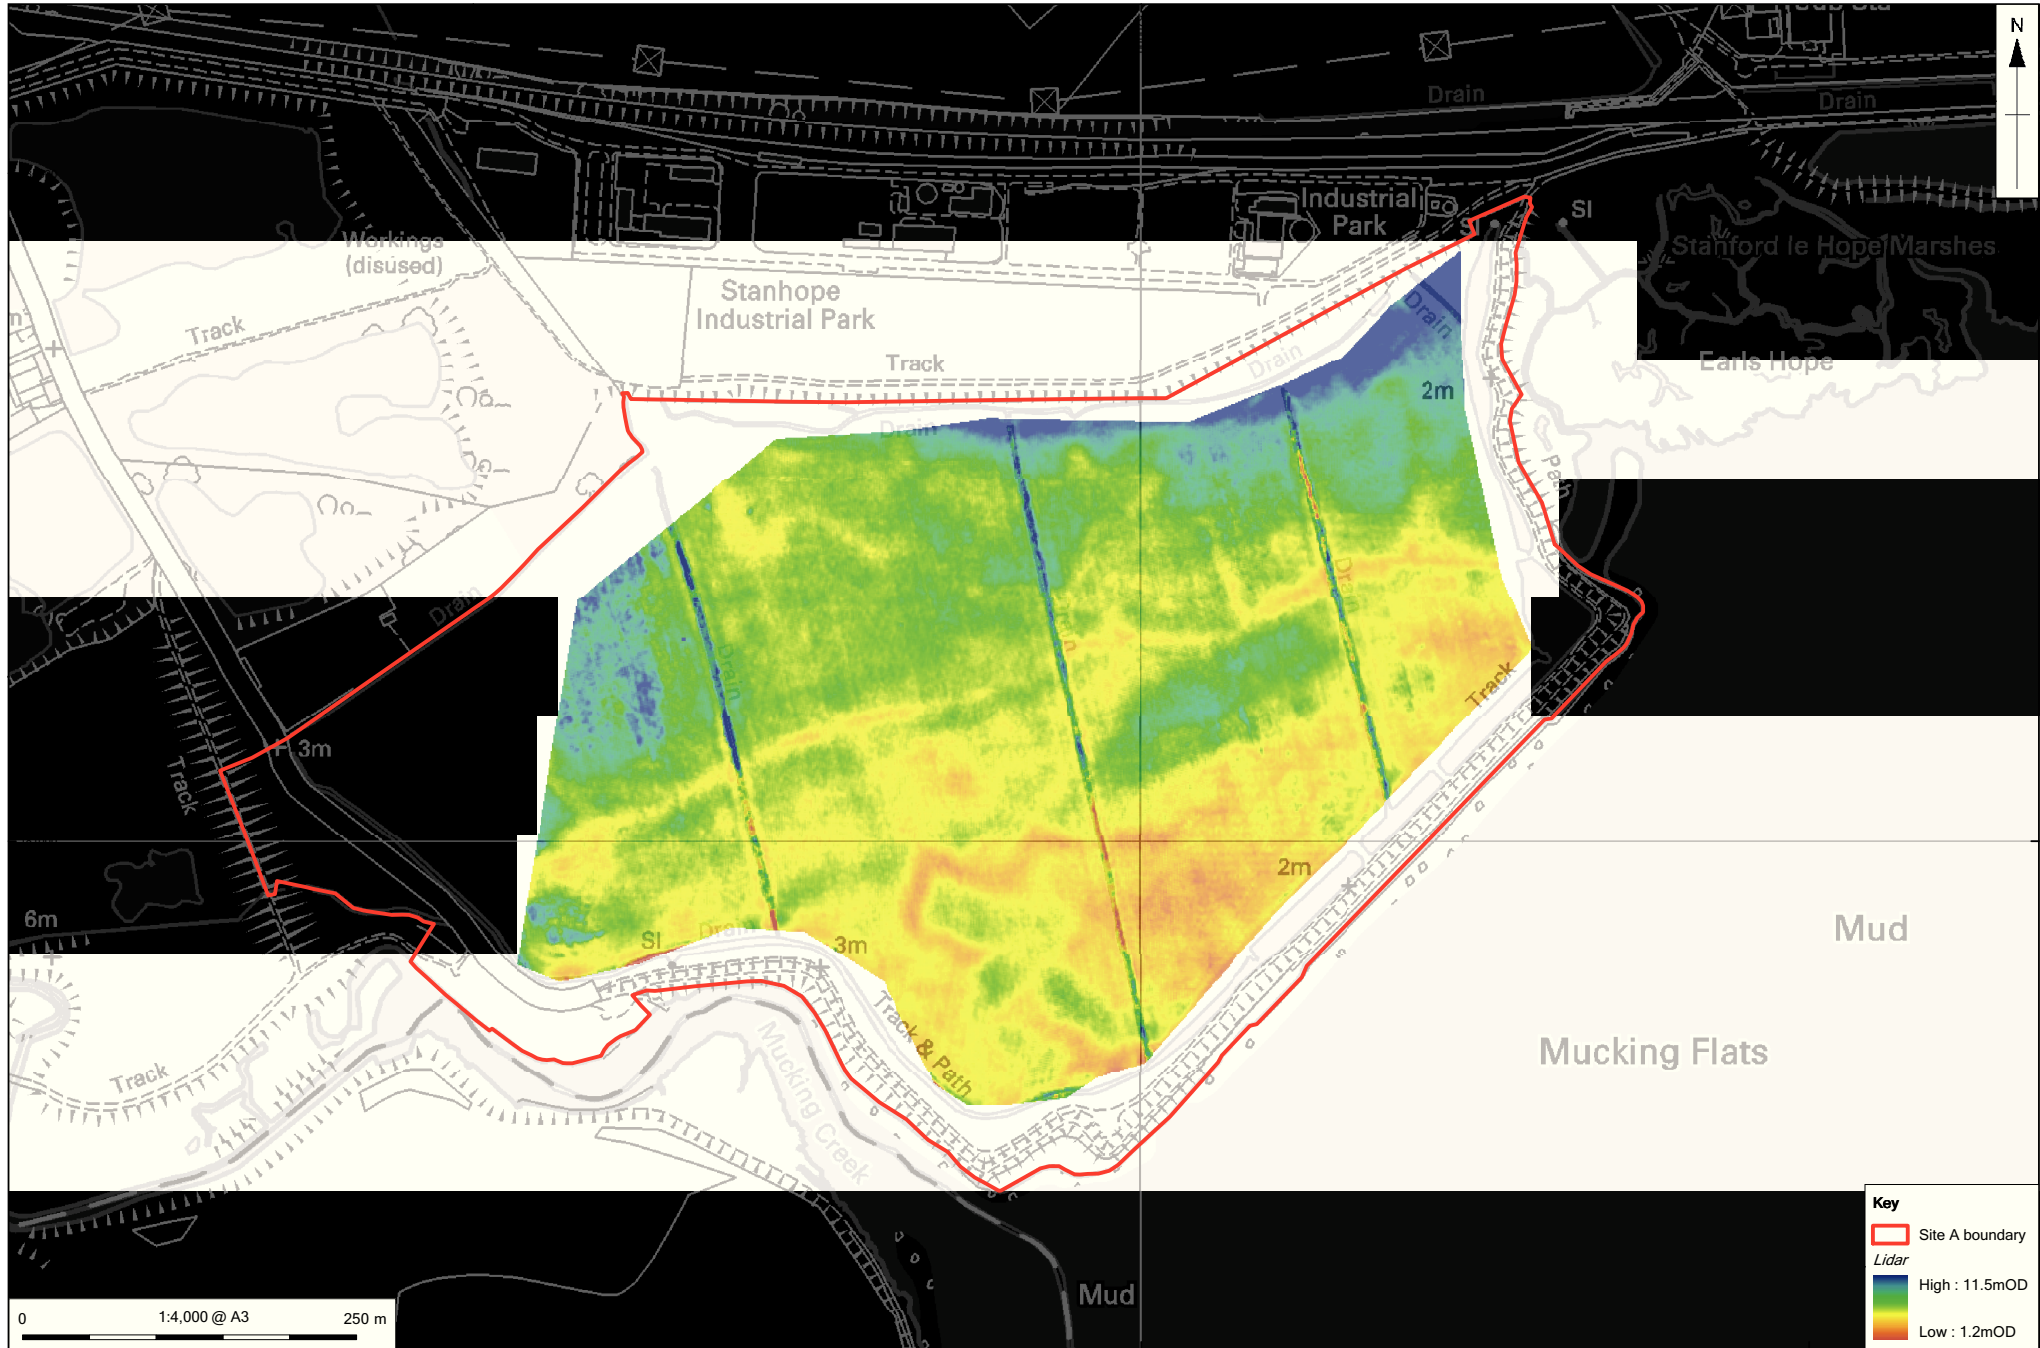 N
Drain
Drain
Industrial
Park
SI
Workings
(disused)
Stanford le Hope Marshes
Stanhope
Industrial Park
Track
Track
Drain
Drain
Earls Hope
2m
Drain
Path
Drain
Drain
Drain
Drain
Track
3m
Track
2m
6m
SI
Drain
3m
Mud
Track & Path
Mucking Flats
Track
Mucking Creek
Mud
Key
Site A boundary
Lidar
High : 11.5mOD
Low : 1.2mOD
0 1:4,000 @ A3 250 m